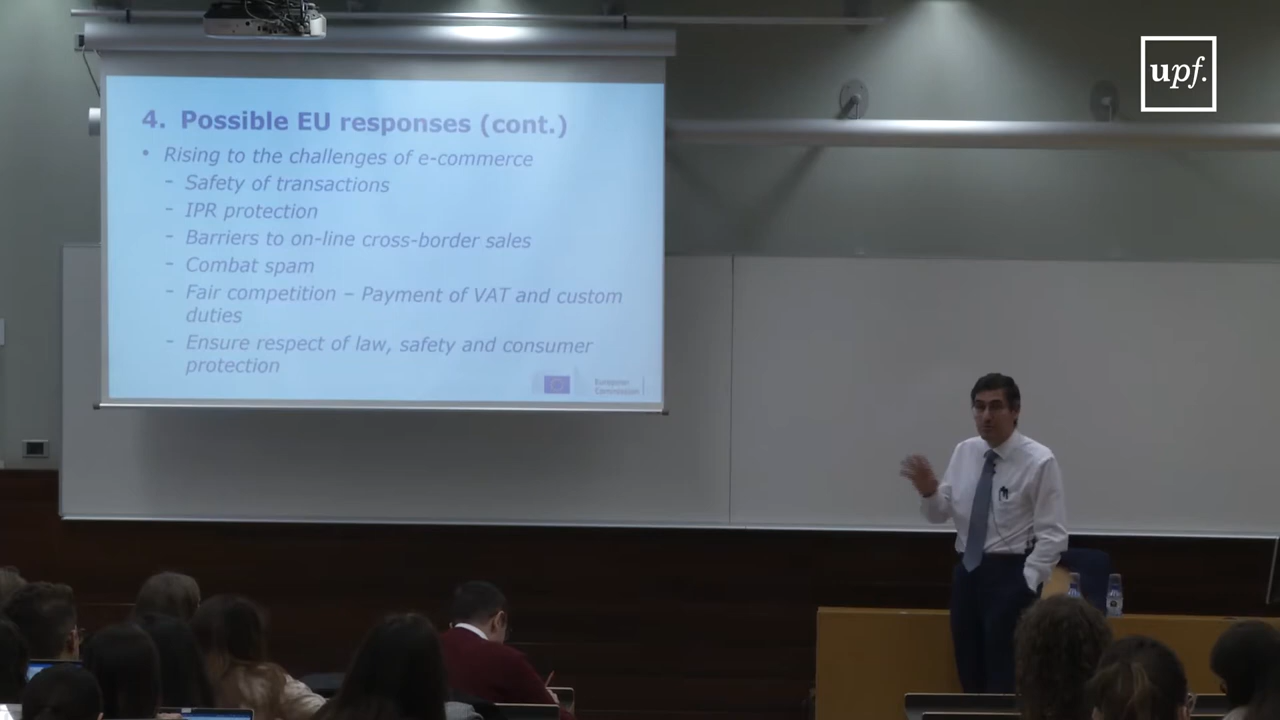 upf.
4. Possible EU responses (cont.)
• Rising to the challenges of e-commerce
- Safety of transactions
- IPR protection
- Barriers to on-line cross-border sales
- Combat spam
- Fair competition – Payment of VAT and custom
duties
- Ensure respect of law, safety and consumer
protection
European
Commission